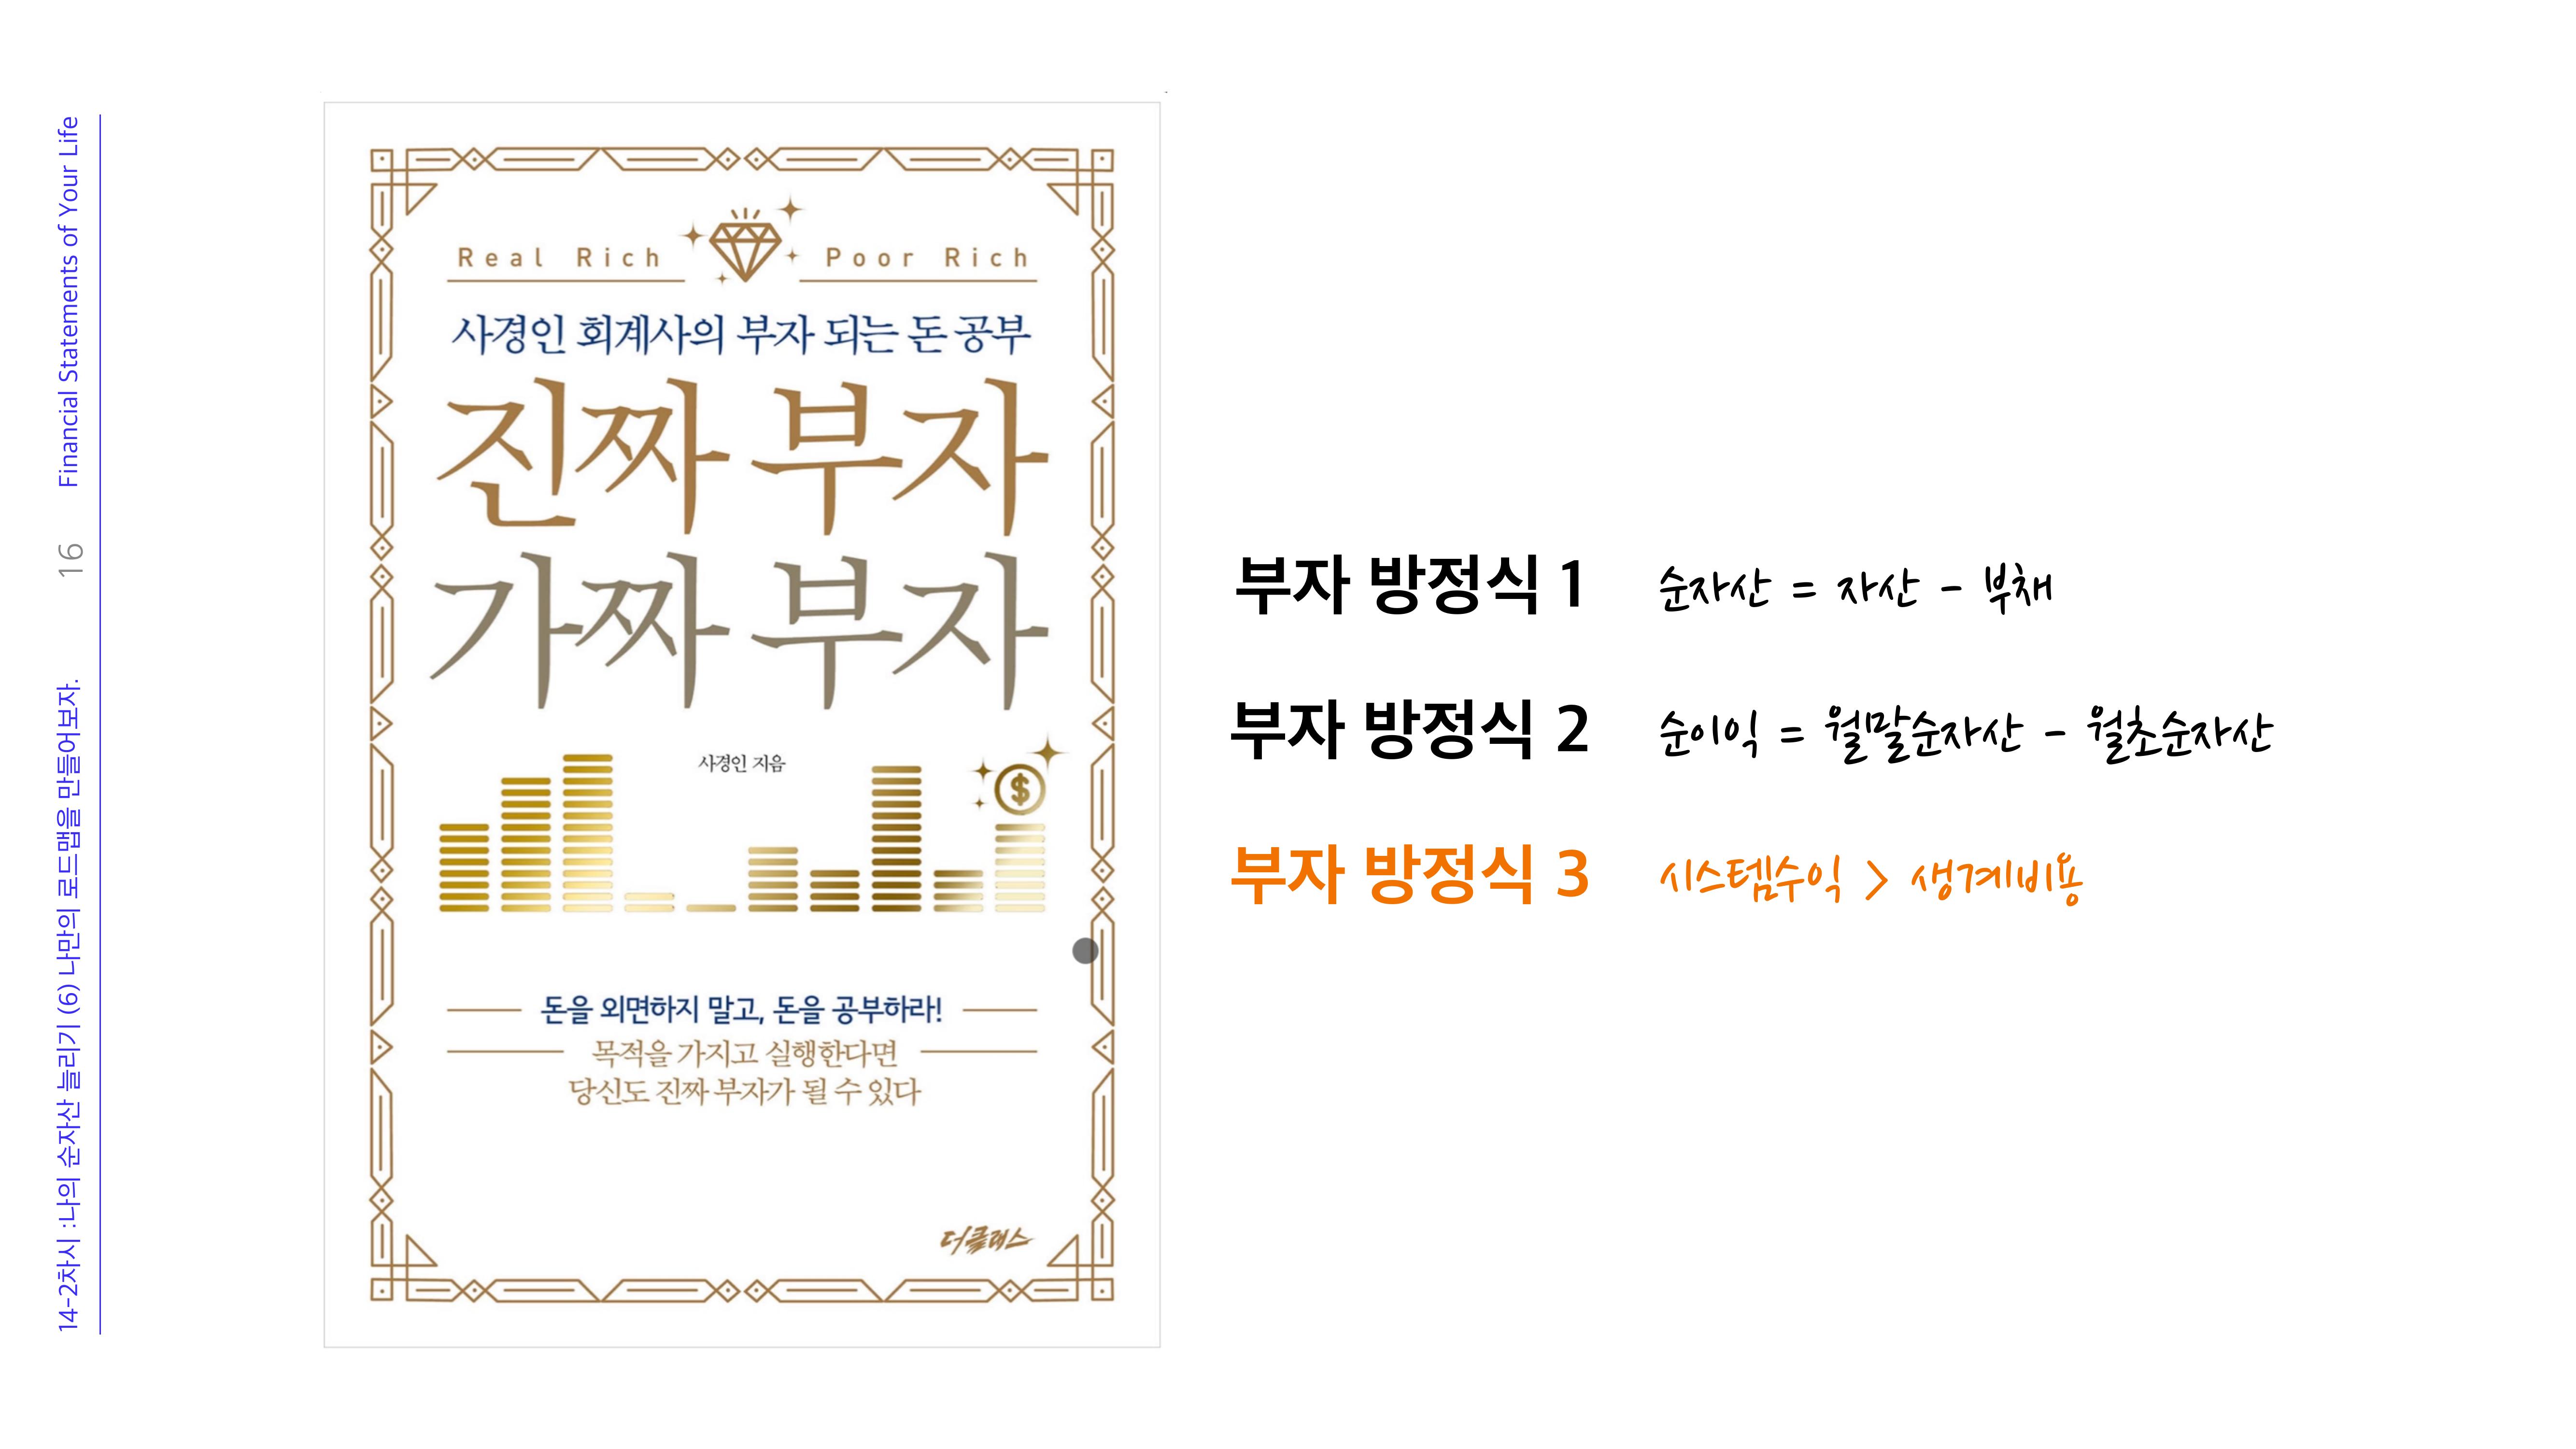 Financial Statements of Your Life
16
14-2차시 :나의 순자산 늘리기 (6) 나만의 로드맵을 만들어보자.
Real Rich Poor Rich
사경인 회계사의 부자 되는 돈 공부
진짜 부자
가짜 부자
사경인 지음
$
돈을 외면하지 말고, 돈을 공부하라!
목적을 가지고 실행한다면
당신도 진짜 부자가 될 수 있다
더클래스
부자 방정식 1 순자산 = 자산 - 부채
부자 방정식 2 순이익 = 월말순자산 - 월초순자산
부자 방정식 3 시스템수익 > 생계비용